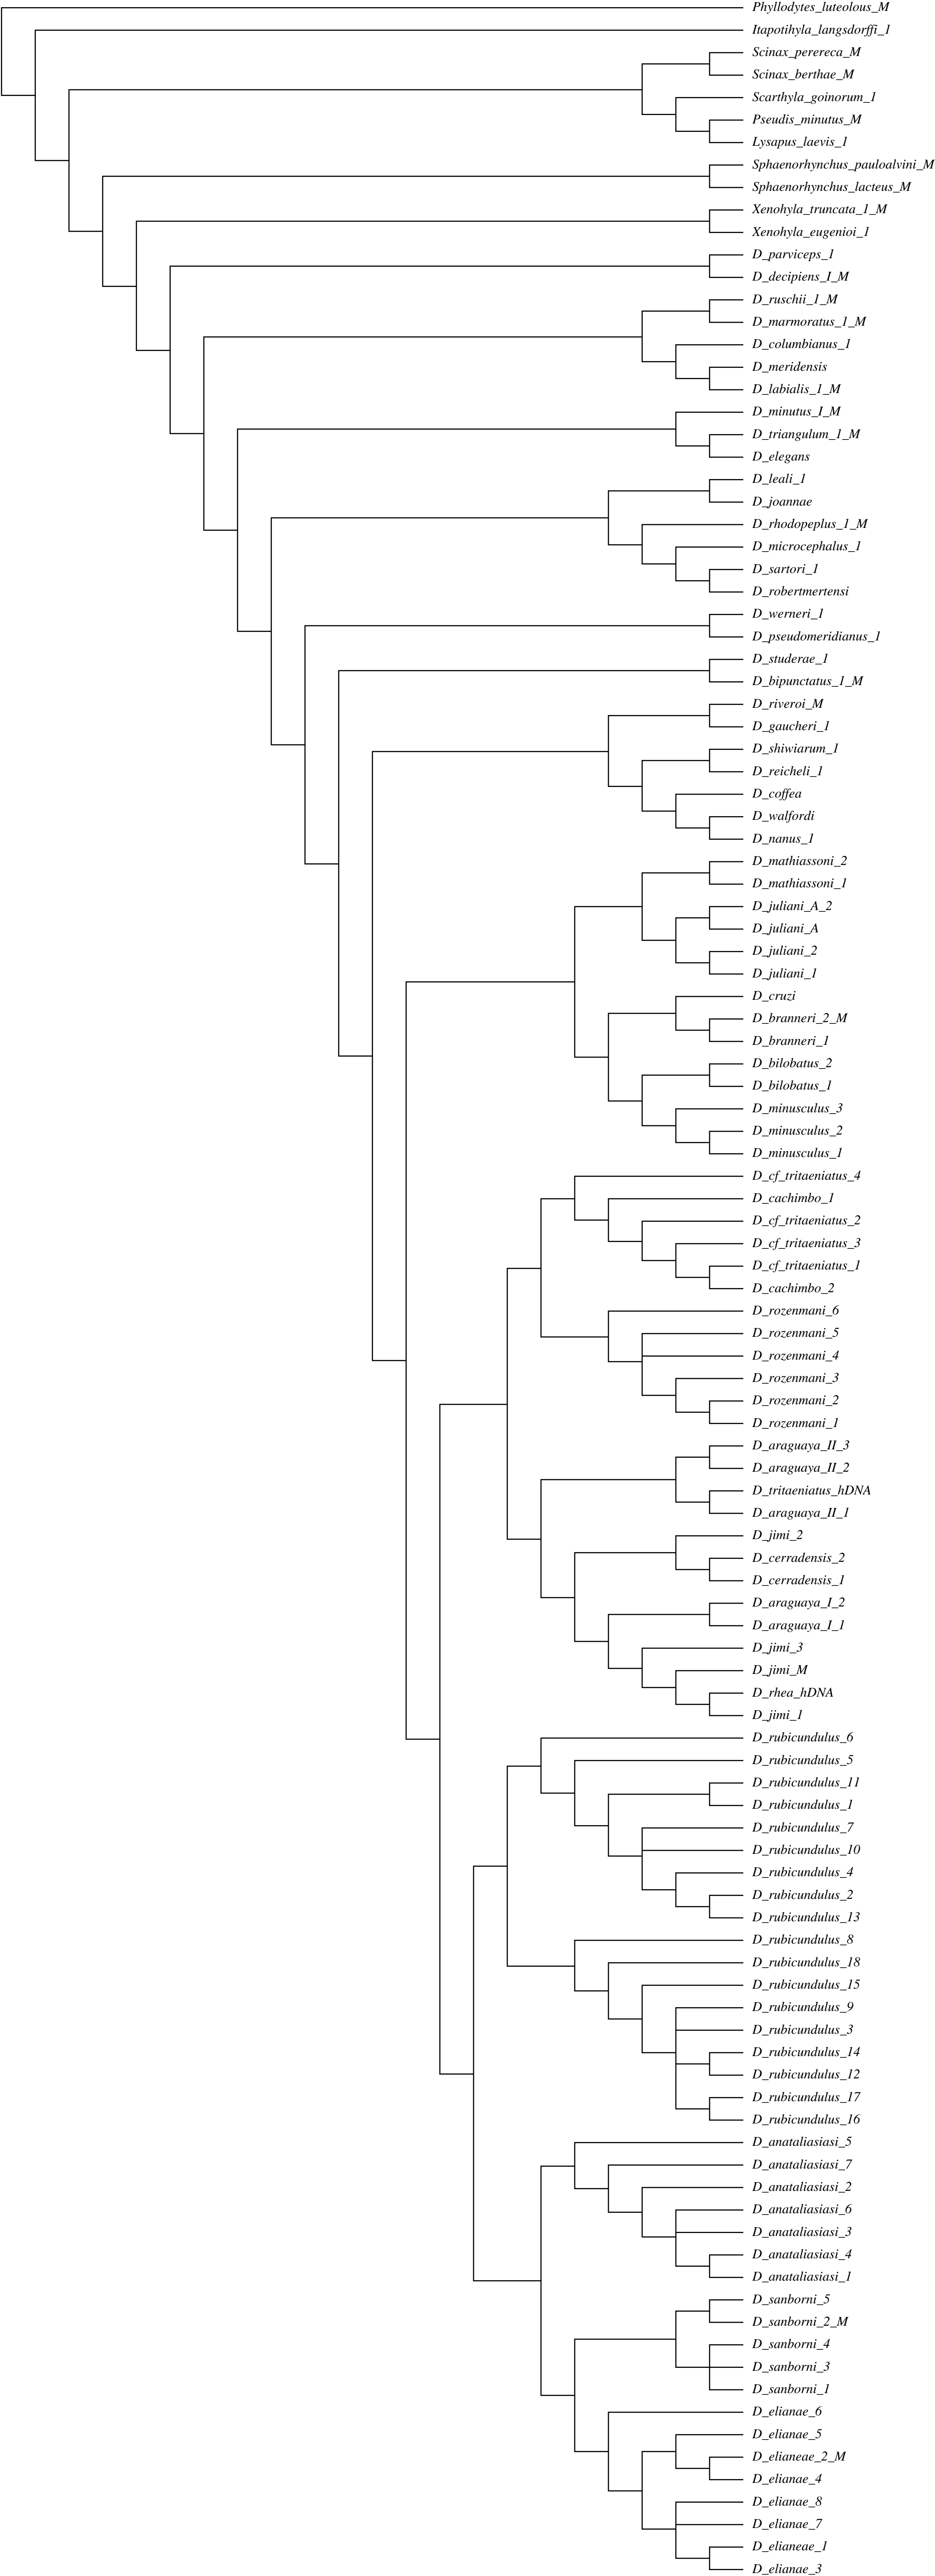 Phyllodytes_luteolous_M
Itapotihyla_langsdorffi_1
Scinax_perereca_M
Scinax_berthae_M
Scarthyla_goinorum_1
Pseudis_minutus_M
Lysapus_laevis_1
Sphaenorhynchus_pauloalvini_M
Sphaenorhynchus_lacteus_M
Xenohyla_truncata_1_M
Xenohyla_eugenioi_1
D_parviceps_1
D_decipiens_I_M
D_ruschii_1_M
D_marmoratus_1_M
D_columbianus_1
D_meridensis
D_labialis_1_M
D_minutus_I_M
D_triangulum_1_M
D_elegans
D_leali_1
D_joannae
D_rhodopeplus_1_M
D_microcephalus_1
D_sartori_1
D_robertmertensi
D_werneri_1
D_pseudomeridianus_1
D_studerae_1
D_bipunctatus_1_M
D_riveroi_M
D_gaucheri_1
D_shiwiarum_1
D_reicheli_1
D_coffea
D_walfordi
D_nanus_1
D_mathiassoni_2
D_mathiassoni_1
D_juliani_A_2
D_juliani_A
D_juliani_2
D_juliani_1
D_cruzi
D_branneri_2_M
D_branneri_1
D_bilobatus_2
D_bilobatus_1
D_minusculus_3
D_minusculus_2
D_minusculus_1
D_cf_tritaeniatus_4
D_cachimbo_1
D_cf_tritaeniatus_2
D_cf_tritaeniatus_3
D_cf_tritaeniatus_1
D_cachimbo_2
D_rozenmani_6
D_rozenmani_5
D_rozenmani_4
D_rozenmani_3
D_rozenmani_2
D_rozenmani_1
D_araguaya_II_3
D_araguaya_II_2
D_tritaeniatus_hDNA
D_araguaya_II_1
D_jimi_2
D_cerradensis_2
D_cerradensis_1
D_araguaya_I_2
D_araguaya_I_1
D_jimi_3
D_jimi_M
D_rhea_hDNA
D_jimi_1
D_rubicundulus_6
D_rubicundulus_5
D_rubicundulus_11
D_rubicundulus_1
D_rubicundulus_7
D_rubicundulus_10
D_rubicundulus_4
D_rubicundulus_2
D_rubicundulus_13
D_rubicundulus_8
D_rubicundulus_18
D_rubicundulus_15
D_rubicundulus_9
D_rubicundulus_3
D_rubicundulus_14
D_rubicundulus_12
D_rubicundulus_17
D_rubicundulus_16
D_anataliasiasi_5
D_anataliasiasi_7
D_anataliasiasi_2
D_anataliasiasi_6
D_anataliasiasi_3
D_anataliasiasi_4
D_anataliasiasi_1
D_sanborni_5
D_sanborni_2_M
D_sanborni_4
D_sanborni_3
D_sanborni_1
D_elianae_6
D_elianae_5
D_elianeae_2_M
D_elianae_4
D_elianae_8
D_elianae_7
D_elianeae_1
D_elianae_3